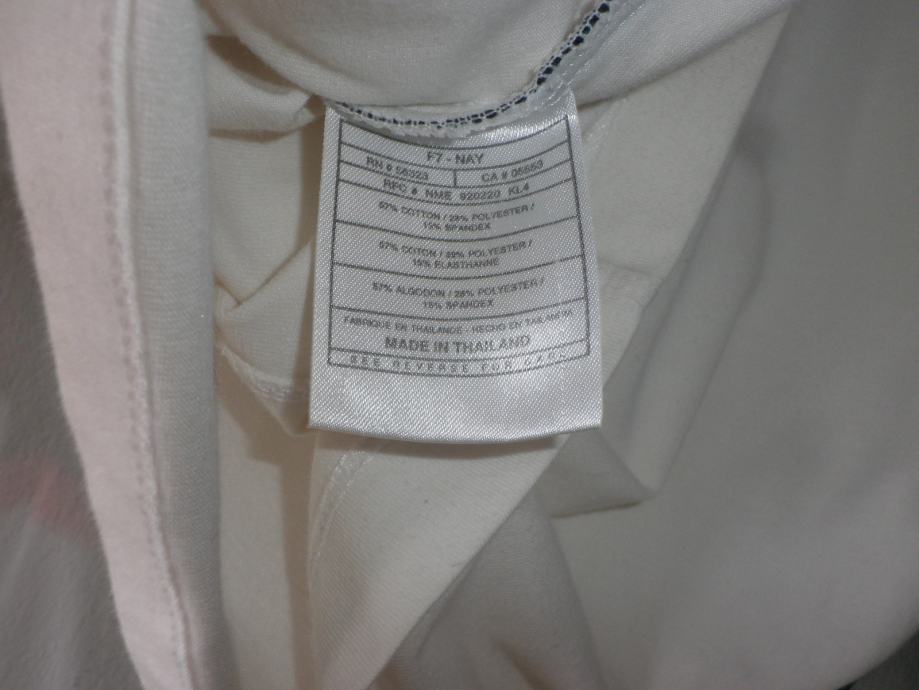 F7 - NAY
RN # 56323 CA # 05553
RFC # NME 920220 KL4
57% COTTON / 28% POLYESTER /
15% SPANDEX
57% COTON / 28% POLYESTER /
15% ELASTHANNE
57% ALGODON / 28% POLYESTER /
15% SPANDEX
FABRIQUE EN THAILANDE - HECHO EN TAILANDIA
MADE IN THAILAND
SEE REVERSE FOR CARE